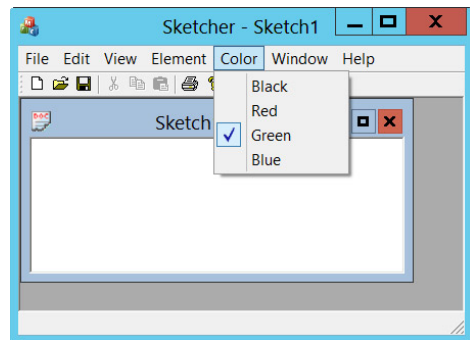 Sketcher - Sketch1
File Edit View Element Color Window Help
Black
Sketch
Red
Green
Blue